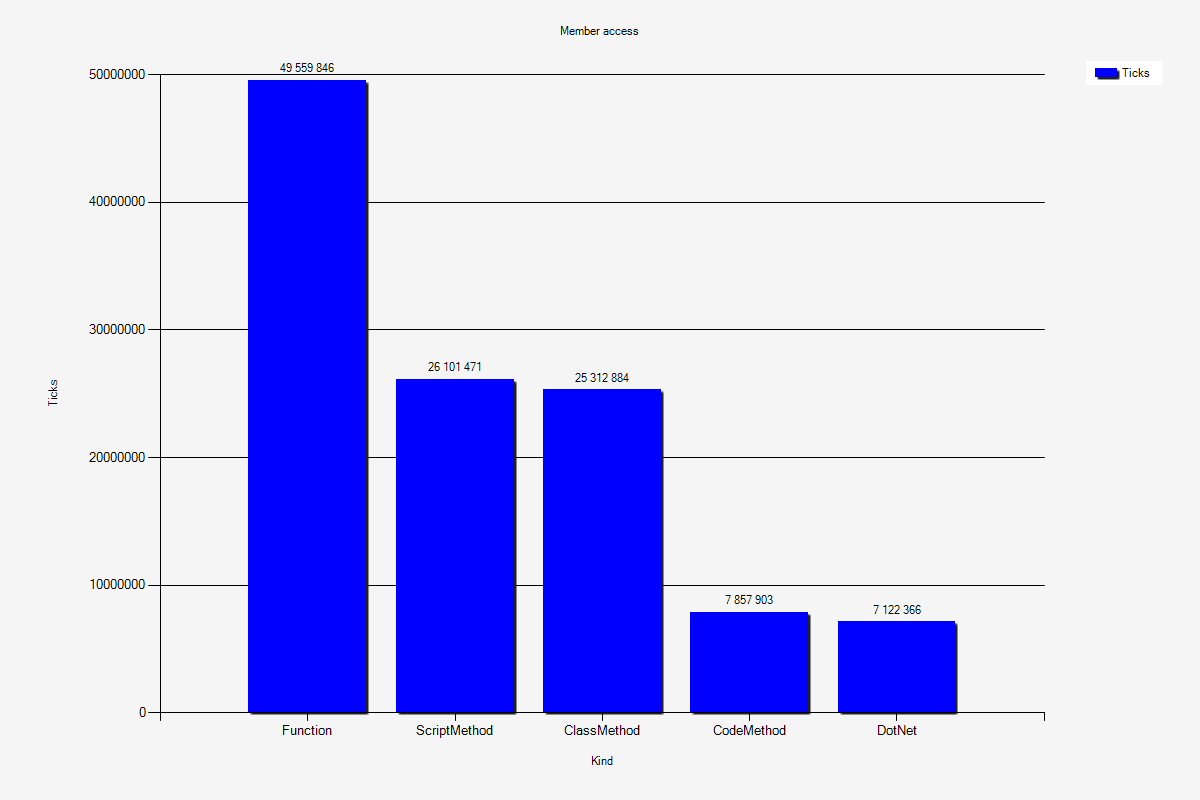 Member access
Ticks
50000000
40000000
30000000
20000000
10000000
0
Ticks
49 559 846
26 101 471
25 312 884
7 857 903
7 122 366
Function
ScriptMethod
ClassMethod
CodeMethod
DotNet
Kind